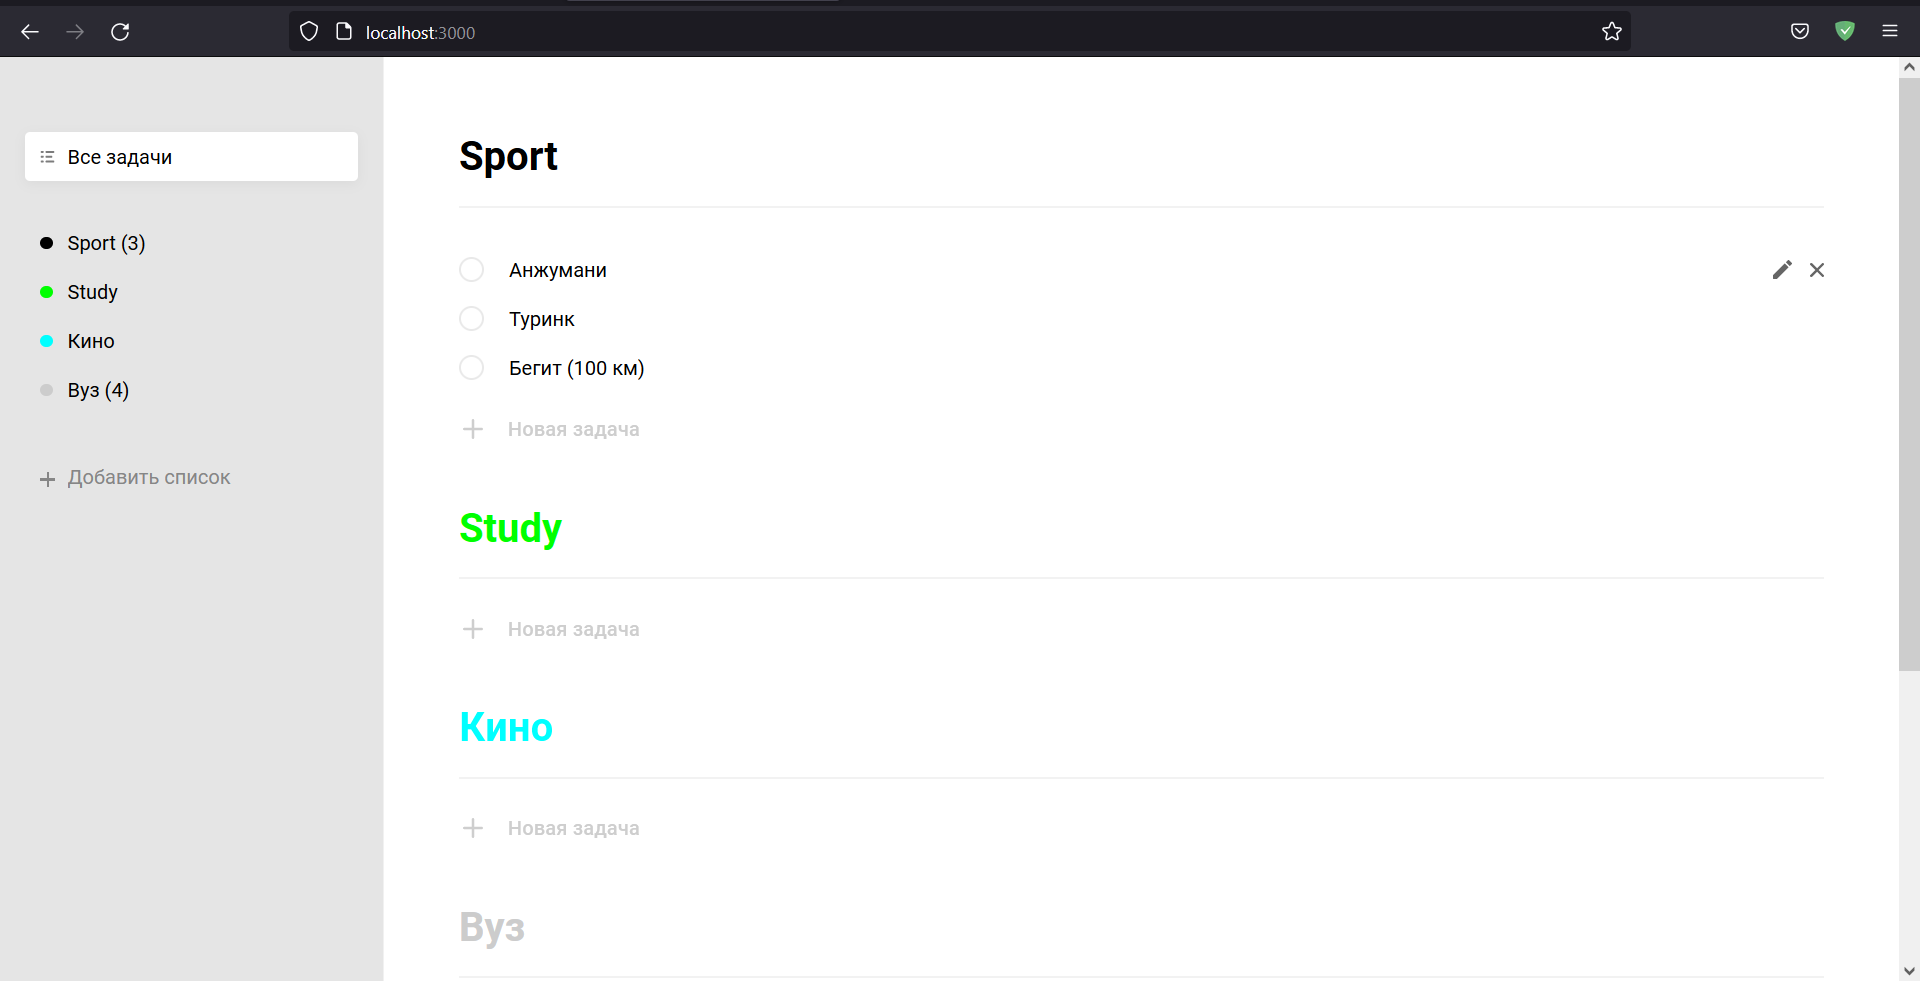 localhost:3000
Все задачи
Sport (3)
Study
Кино
Вуз (4)
Добавить список
Sport
Анжумани
Туринк
Бегит (100 км)
Новая задача
Study
Новая задача
Кино
Новая задача
Вуз